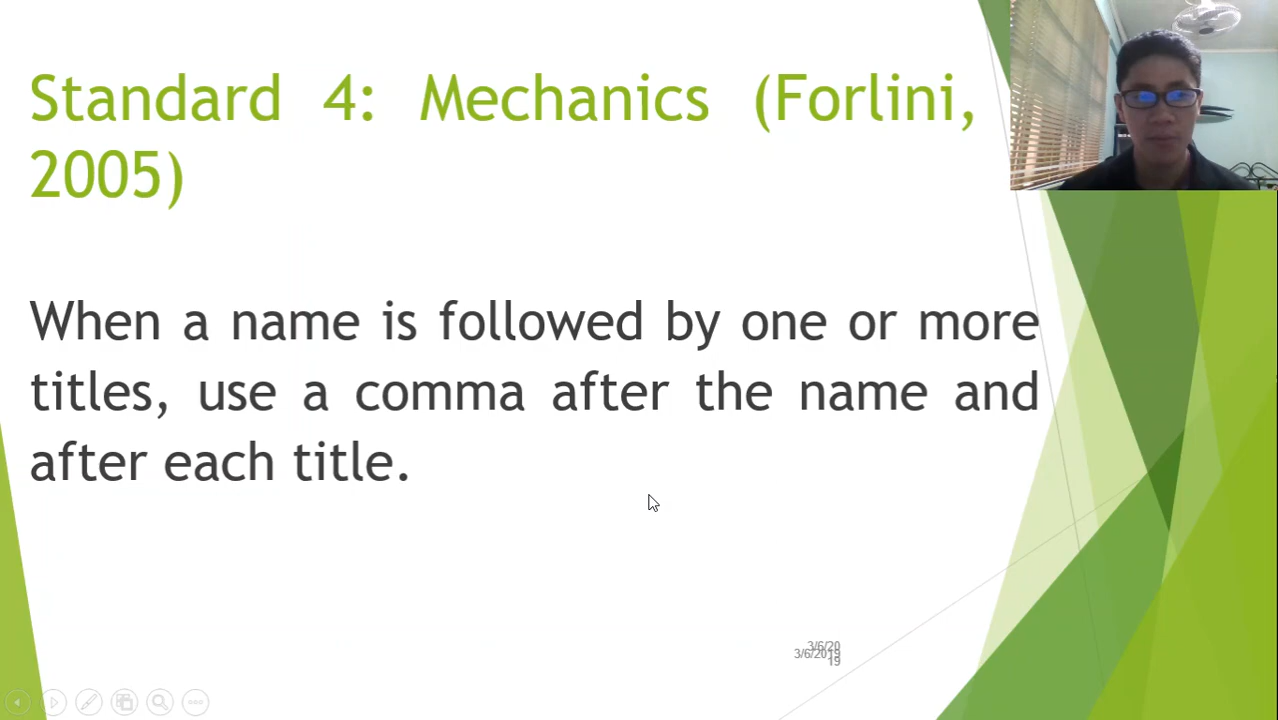 Standard 4: Mechanics (Forlini,
2005)
When a name is followed by one or more
titles, use a comma after the name and
after each title.
3/6/20
3/6/2019
19